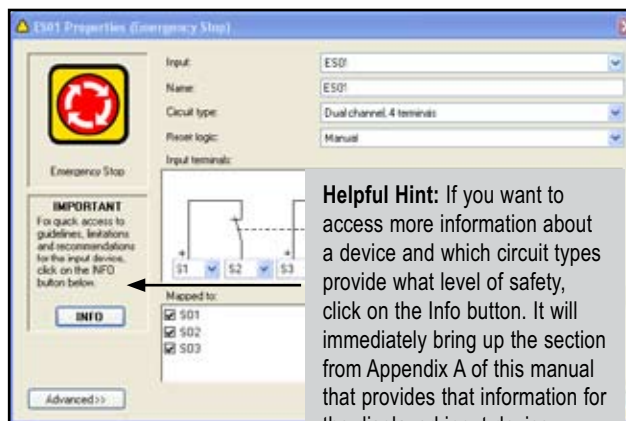 ES01 Properties (Emergency Stop)
Input:
ES01
Name:
ES01
Circuit type:
Dual channel, 4 terminals
Reset logic:
Manual
Input terminals:
Emergency Stop
IMPORTANT
For quick access to
guidelines, limitations
and recommendations
for the input device,
click on the INFO
button below.
INFO
+
+
S1
S2
S3
Mapped to:
SO1
SO2
SO3
Advanced>>
Helpful Hint: If you want to
access more information about
a device and which circuit types
provide what level of safety,
click on the Info button. It will
immediately bring up the section
from Appendix A of this manual
that provides that information for